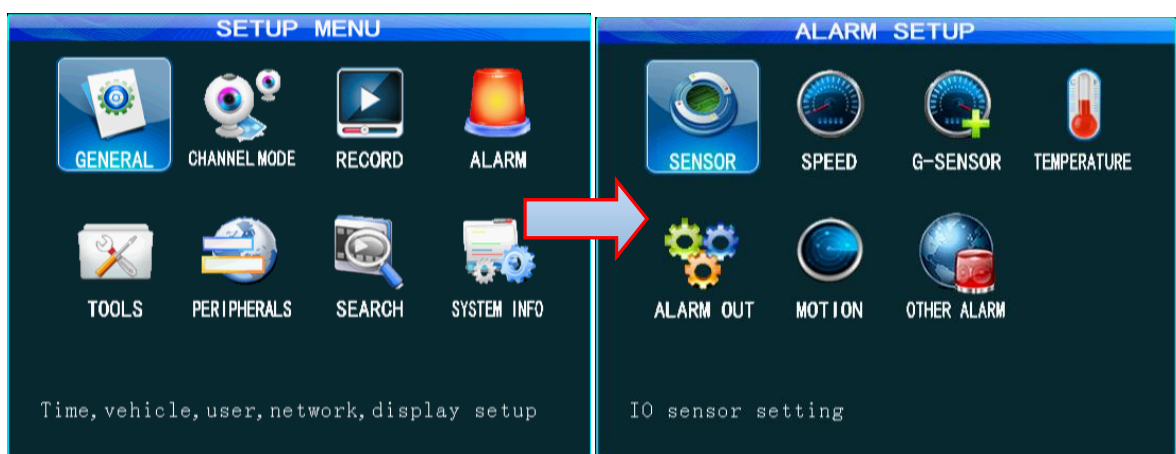 SETUP MENU
GENERAL CHANNEL MODE RECORD ALARM
TOOLS PERIPHERALS SEARCH SYSTEM INFO
Time, vehicle, user, network, display setup
ALARM SETUP
SENSOR SPEED G-SENSOR TEMPERATURE
ALARM OUT MOTION OTHER ALARM
IO sensor setting